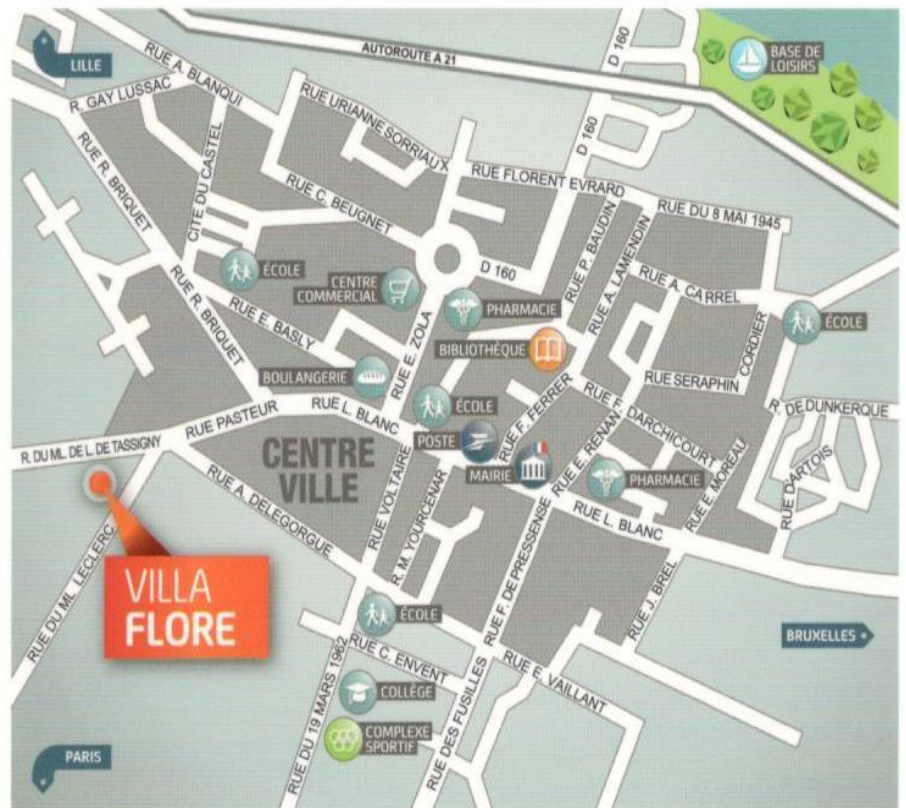 LILLE
RUE A. BLANQUI
AUTOROUTE A 21
D 160
BASE DE
LOISIRS
R. GAY LUSSAC
RUE URIANNE SORRIAUX
D 160
RUE R. BRIQUET
CITÉ DU CASTEL
RUE C. BEUGNET
RUE FLORENT EVRARD
RUE DU 8 MAI 1945
RUE P. BAUDIN
RUE A. LAMENDIN
ÉCOLE
CENTRE
COMMERCIAL
D 160
RUE A. CARREL
RUE R. BRIQUET
RUE E. BASLY
RUE E. ZOLA
PHARMACIE
ÉCOLE
BIBLIOTHÈQUE
CORDIER
RUE SERAPHIN
BOULANGERIE
RUE PASTEUR
RUE L. BLANC
ÉCOLE
RUE F. FERRER
RUE F. DARCHICOURT
R. DE DUNKERQUE
R. DU ML. DE L. DE TASSIGNY
CENTRE
VILLE
POSTE
MAIRIE
RUE E. RENAN
PHARMACIE
RUE E. MOREAU
RUE DARTOIS
RUE A. DELEGORGUE
RUE VOLTAIRE
R. M. YOURCENAR
RUE L. BLANC
RUE DU ML. LECLERC
VILLA
FLORE
RUE F. DE PRESSENSE
RUE J. BREL
ÉCOLE
BRUXELLES
RUE C. ENVENT
RUE E. VAILLANT
RUE DU 19 MARS 1962
COLLÈGE
COMPLEXE
SPORTIF
RUE DES FUSILLES
PARIS